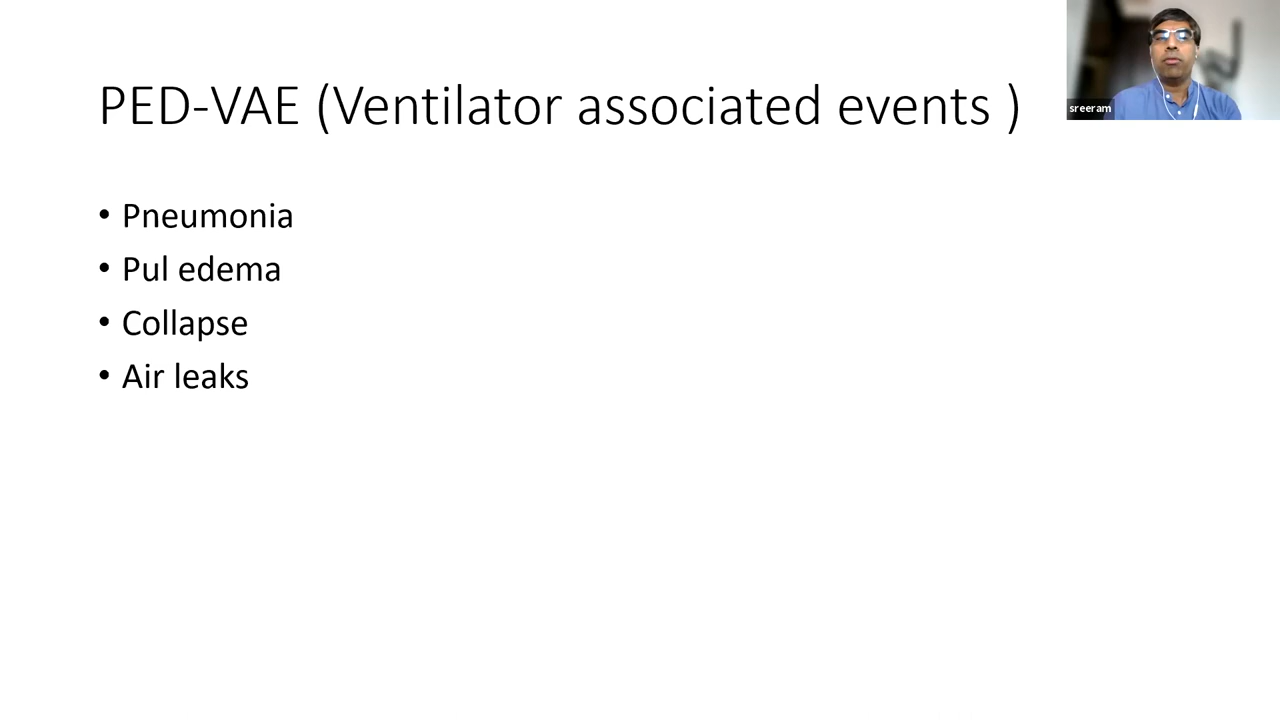 PED-VAE (Ventilator associated events )
sreeram
• Pneumonia
• Pul edema
• Collapse
• Air leaks